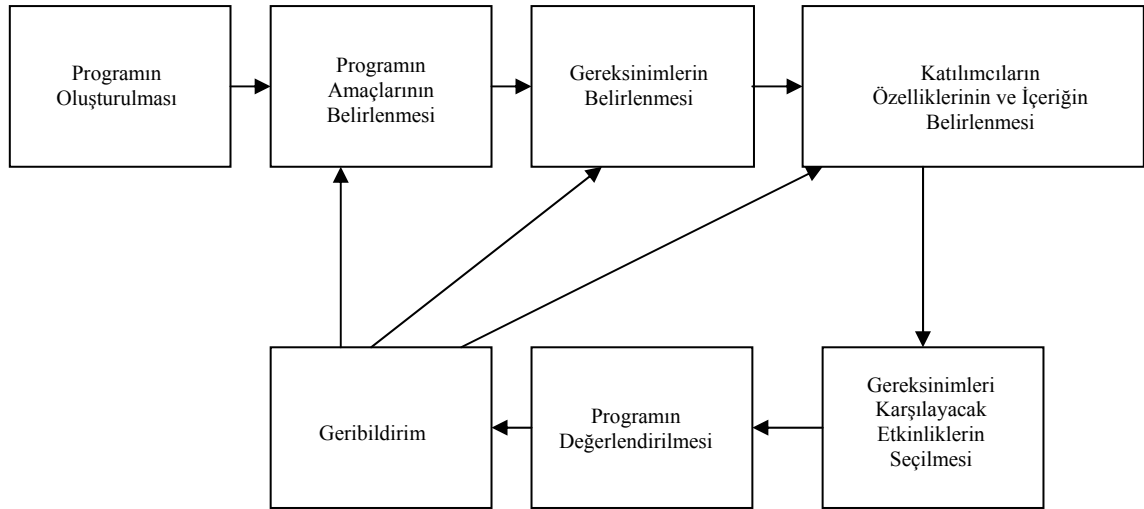 Programın
Oluşturulması
Programın
Amaçlarının
Belirlenmesi
Gereksinimlerin
Belirlenmesi
Katılımcıların
Özelliklerinin ve İçeriğin
Belirlenmesi
Geribildirim
Programın
Değerlendirilmesi
Gereksinimleri
Karşılayacak
Etkinliklerin
Seçilmesi